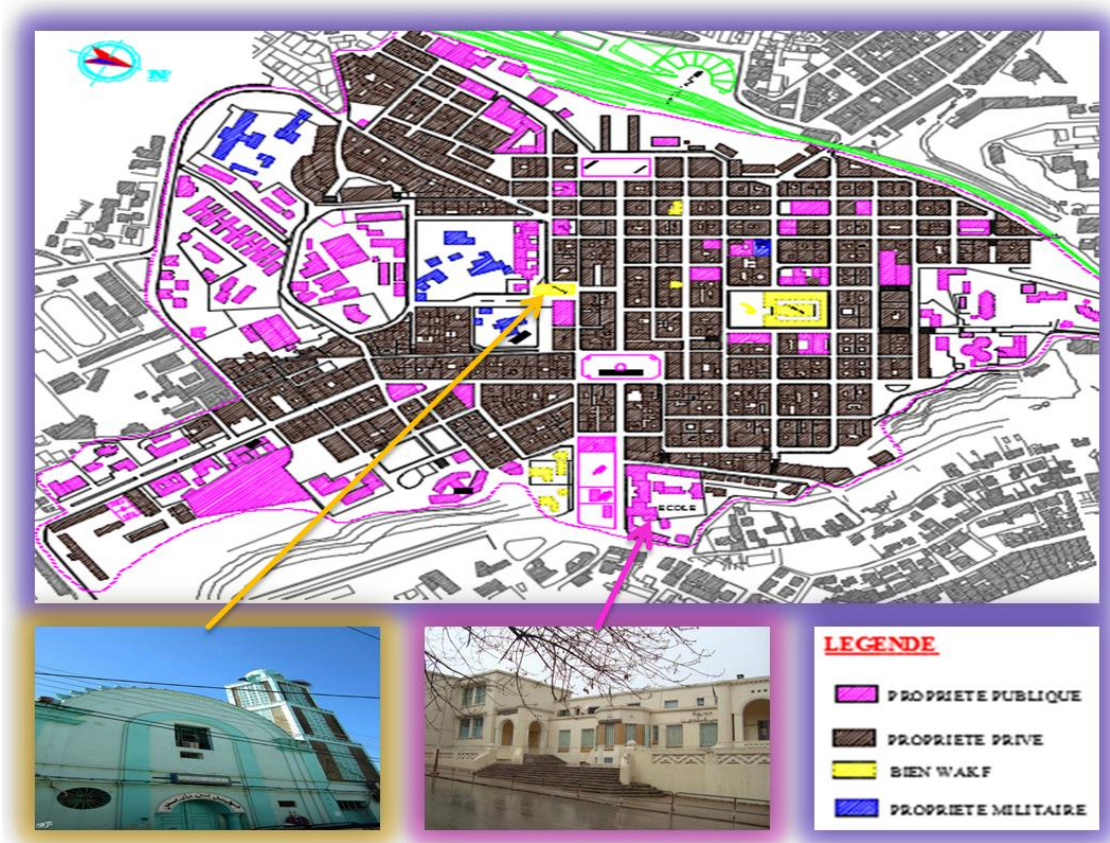 N
ECOLE
LEGENDE
PROPRIETE PUBLIQUE
PROPRIETE PRIVE
BIEN WAKF
PROPRIETE MILITAIRE